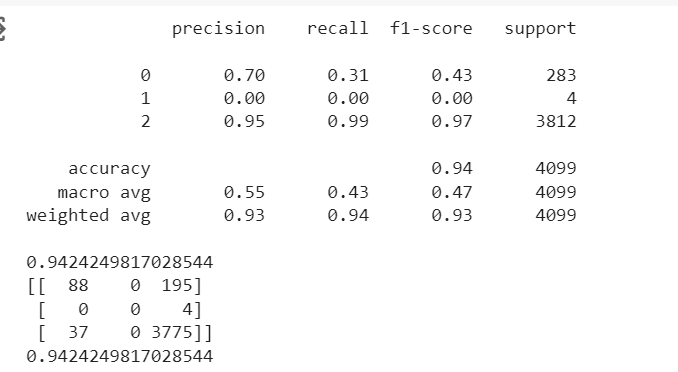 precision recall f1-score support
0 0.70 0.31 0.43 283
1 0.00 0.00 0.00 4
2 0.95 0.99 0.97 3812
accuracy 0.94 4099
macro avg 0.55 0.43 0.47 4099
weighted avg 0.93 0.94 0.93 4099
0.9424249817028544
[[ 88 0 195]
[ 0 0 4]
[ 37 0 3775]]
0.9424249817028544